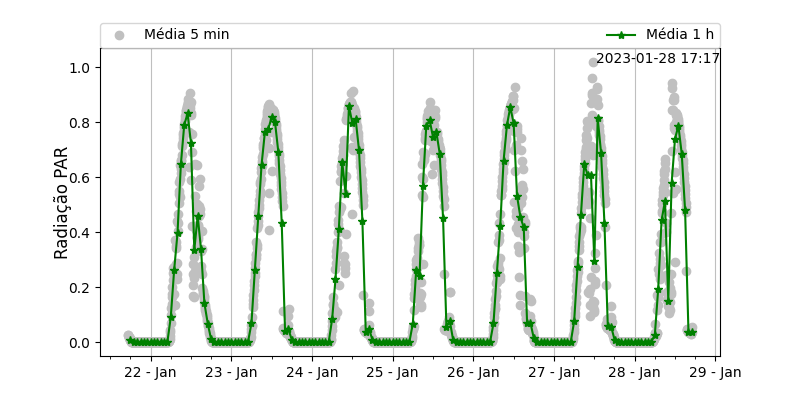 Média 5 min
Média 1 h
2023-01-28 17:17
Radiação PAR
1.0
0.8
0.6
0.4
0.2
0.0
22 - Jan
23 - Jan
24 - Jan
25 - Jan
26 - Jan
27 - Jan
28 - Jan
29 - Jan